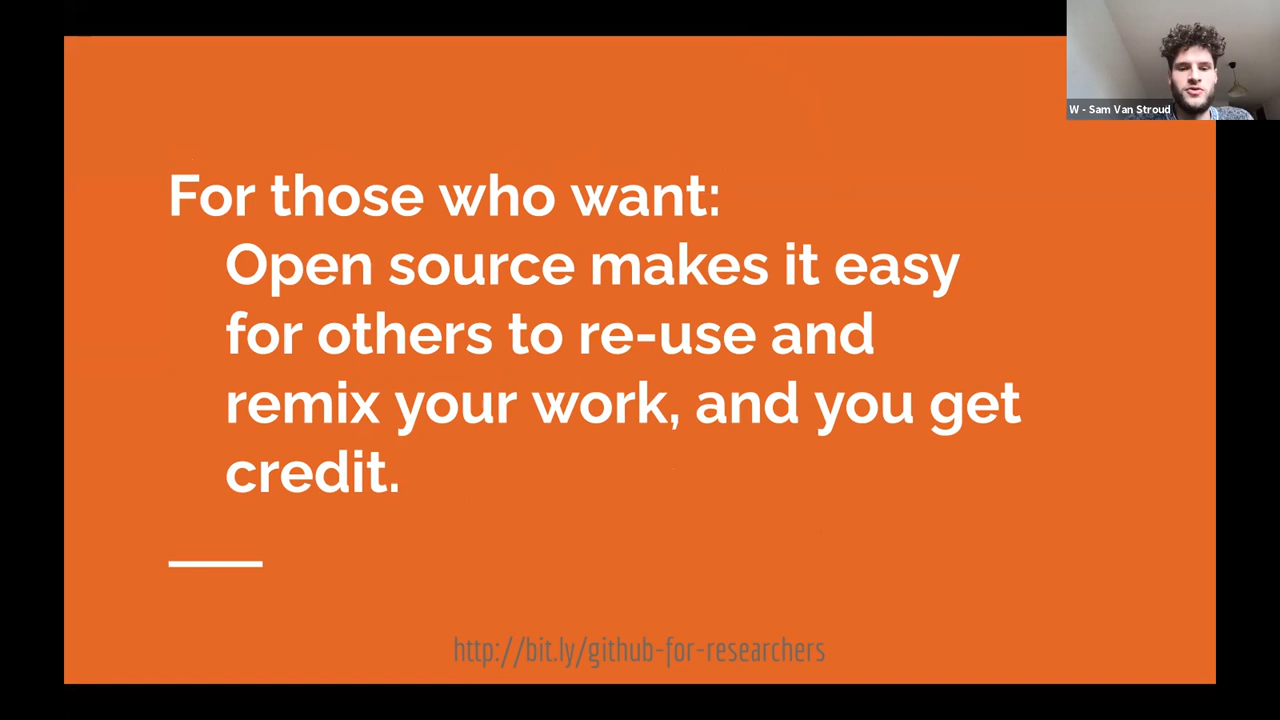 W - Sam Van Stroud
For those who want:
Open source makes it easy
for others to re-use and
remix your work, and you get
credit.
http://bit.ly/github-for-researchers